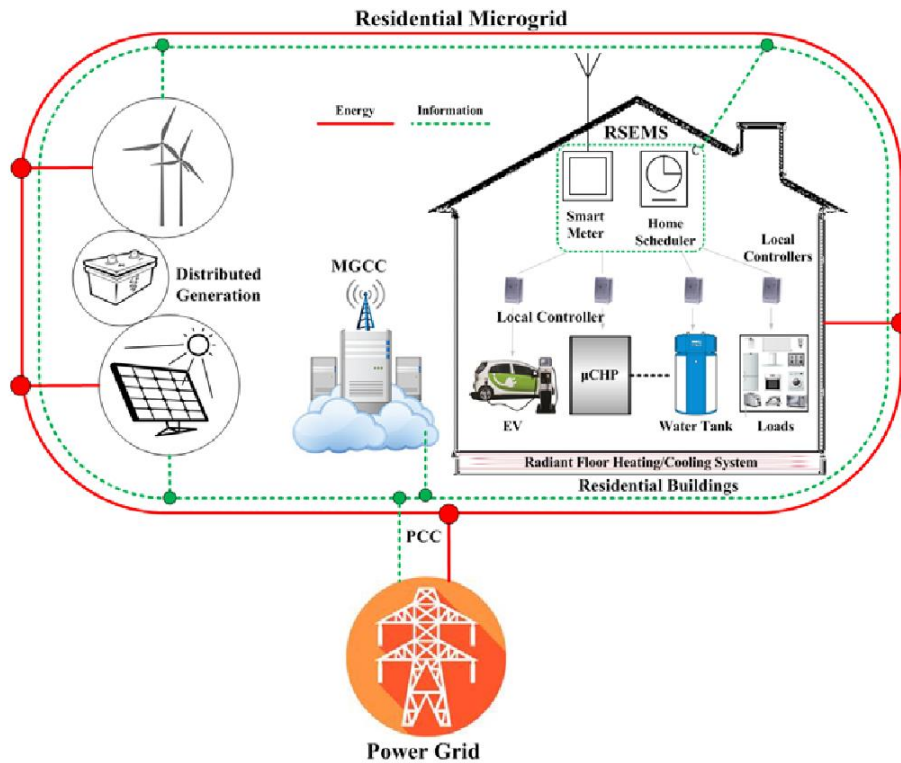 Residential Microgrid
Energy
Information
RSEMS
Smart
Meter
Home
Scheduler
Local
Controllers
Distributed
Generation
MGCC
Local Controller
μCHP
EV
Water Tank
Loads
Radiant Floor Heating/Cooling System
Residential Buildings
PCC
Power Grid